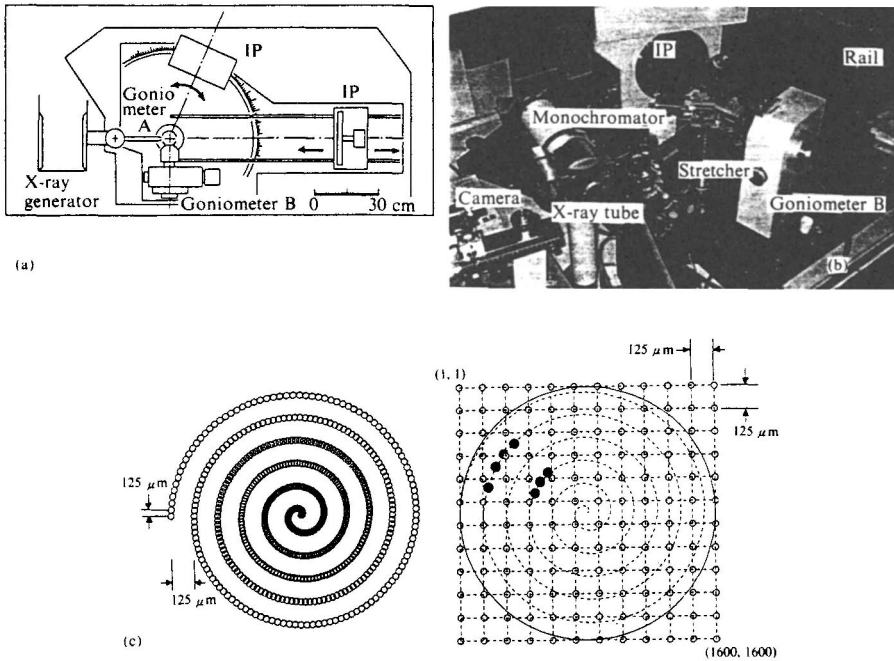 IP
IP
Gonio
meter
A
X-ray
generator
Goniometer B
0 30 cm
(a)
IP
Rail
Monochromator
Stretcher
Camera
X-ray tube
Goniometer B
(b)
125 μm
125 μm
(c)
125 μm
(1, 1)
125 μm
(1600, 1600)